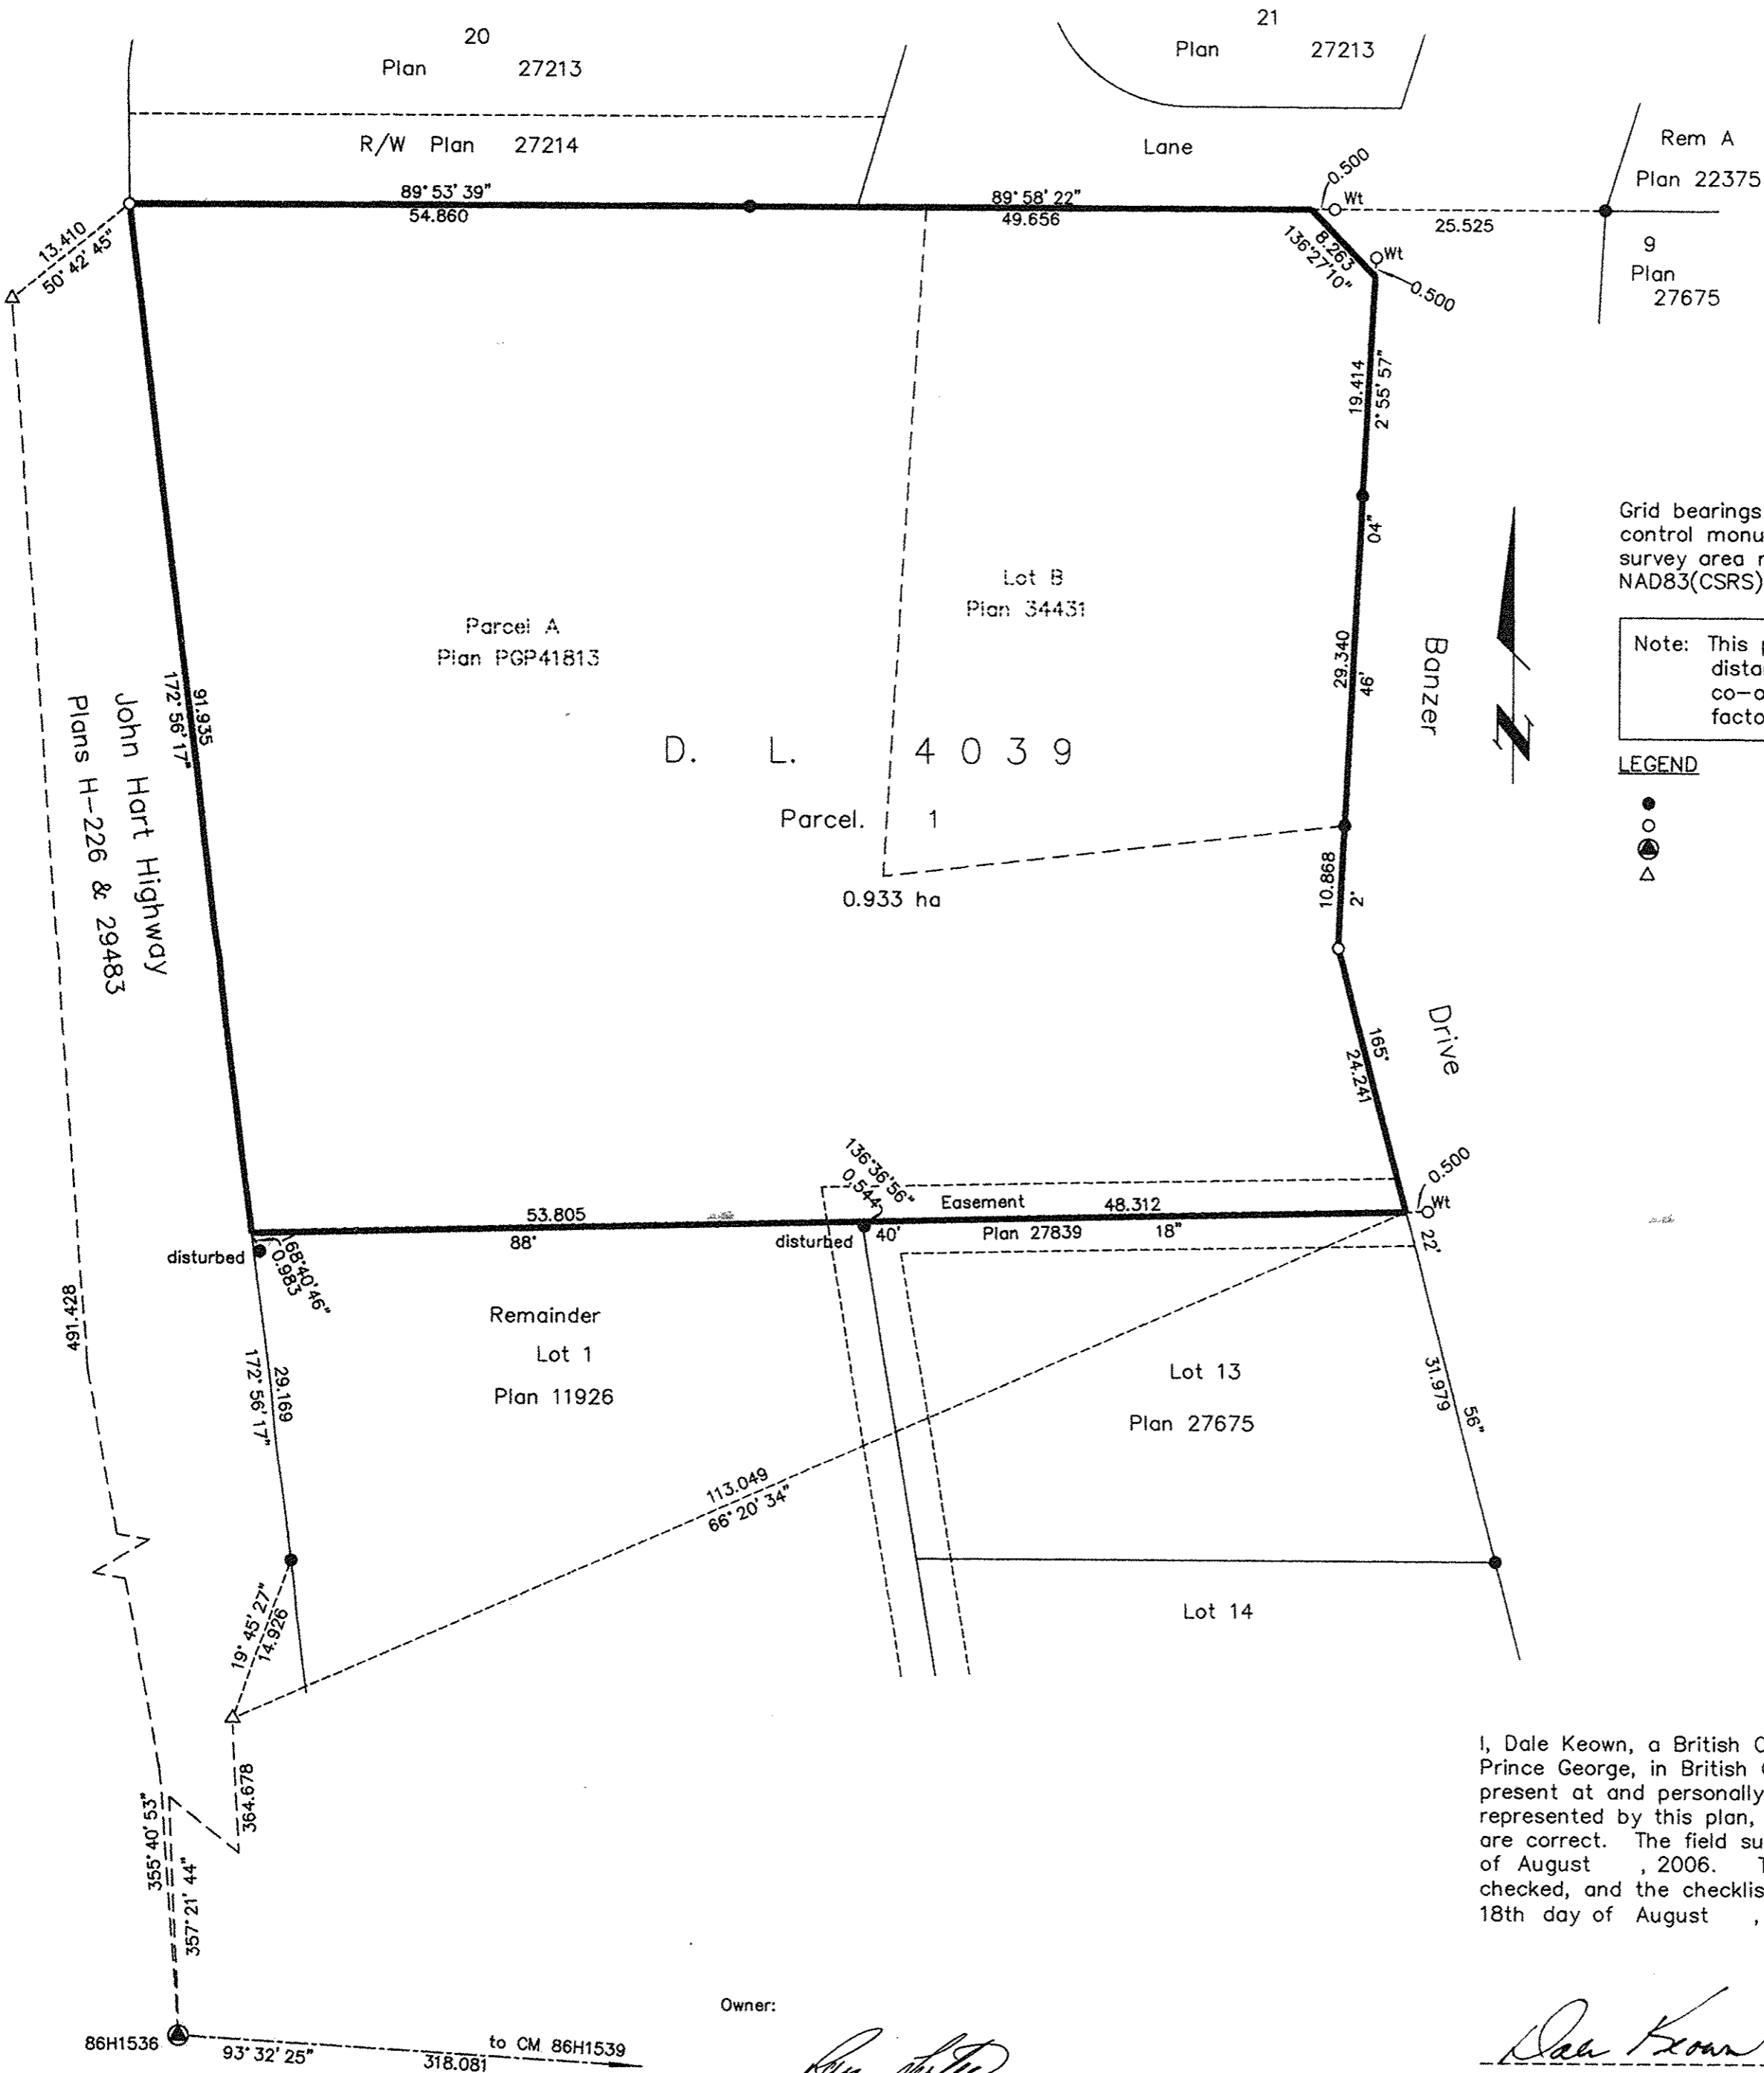 20
Plan 27213
21
Plan 27213
R/W Plan 27214
Lane
Rem A
Plan 22375
89° 53' 39"
54.860
89° 58' 22"
49.656
0.500
Wt
25.525
13.410
50° 42' 45"
8.263
136°27'10"
Wt
0.500
9
Plan
27675
19.414
2° 55' 57"
04"
Grid bearings
control monu
survey area r
NAD83(CSRS)
Lot B
Plan 34431
Parcel A
Plan PGP41813
Note: This p
distar
co-o
facto
29.340
46'
Banzer
91.935
172° 56' 17"
John Hart Highway
Plans H-226 & 29483
D. L. 4039
LEGEND
Parcel. 1
0.933 ha
10.868
2°
Drive
165°
24.241
136°36'56"
0.544
Easement
48.312
0.500
Wt
53.805
88°
disturbed
40'
Plan 27839
18"
22'
disturbed
68°40'46"
0.983
491.428
Remainder
Lot 1
Plan 11926
29.169
172° 56' 17"
Lot 13
Plan 27675
31.979
56"
113.049
66° 20' 34"
19° 45' 27"
14.926
Lot 14
364.678
355° 40' 53"
357° 21' 44"
I, Dale Keown, a British C
Prince George, in British
present at and personally
represented by this plan,
are correct. The field su
of August , 2006. T
checked, and the checklis
18th day of August ,
Owner:
86H1536
93° 32' 25"
318.081
to CM 86H1539
Dale Keown